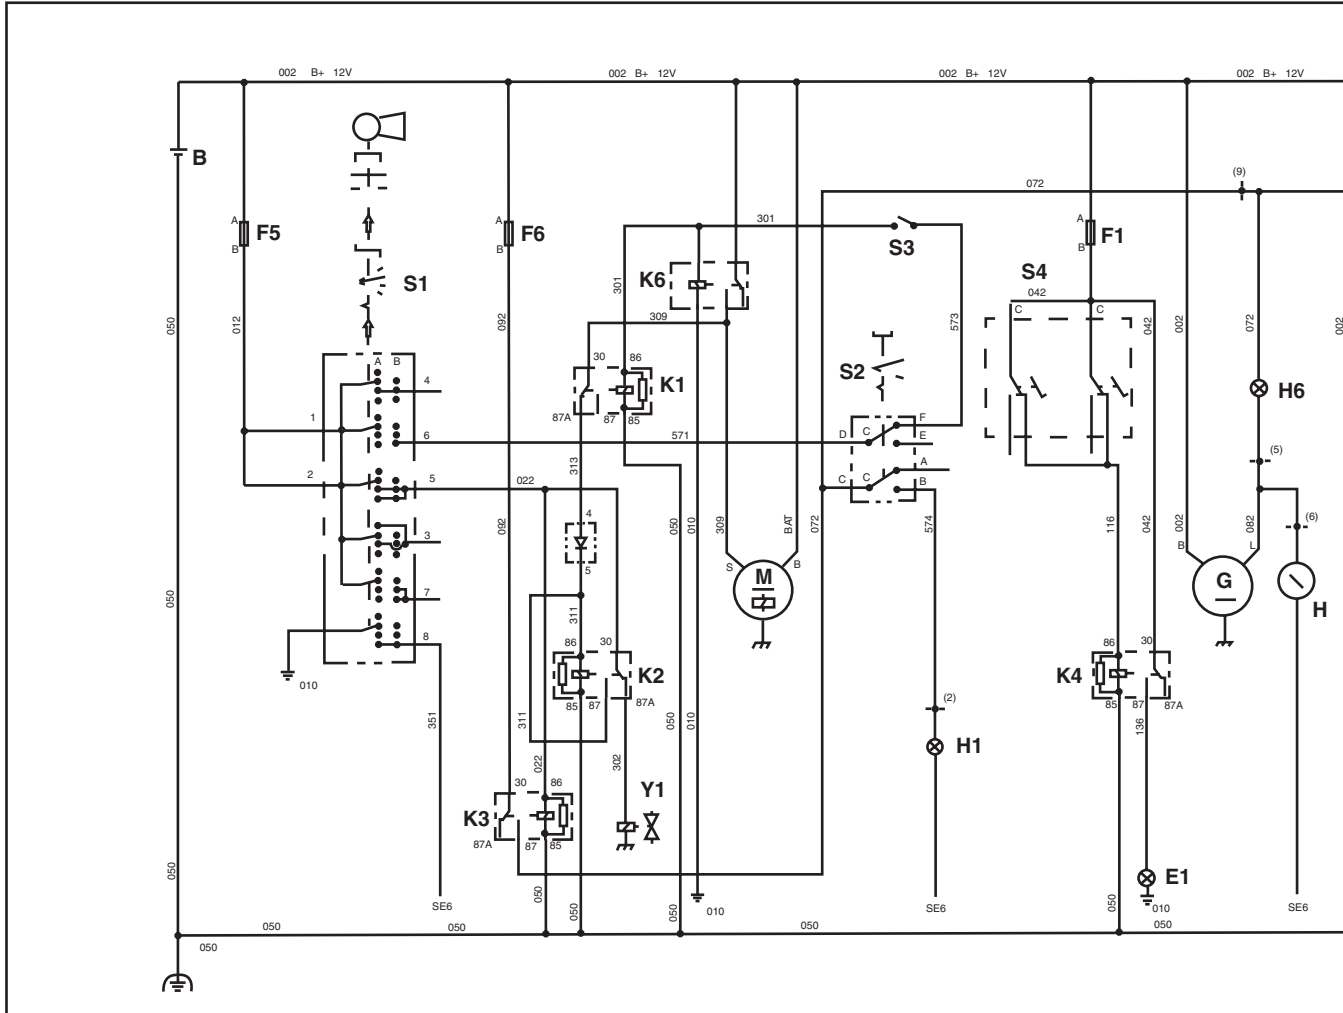 002 B+ 12V
002 B+ 12V
002 B+ 12V
002 B+ 12V
B
A
F5
B
S1
A
F6
B
301
S3
072
(9)
A
F1
B
S4
042
C
C
K6
301
309
050
012
092
573
042
002
072
002
30
86
K1
87A
87
85
S2
H6
A B
4
1
6
571
D
C
F
E
A
C
C
B
(5)
2
5
022
313
3
7
8
010
092
4
5
311
050
010
309
BAT
072
574
116
042
002
082
(6)
S
M
B
B
G
L
H
050
86
30
K2
85
87
87A
86
30
K4
85
87
87A
351
311
022
302
050
010
(2)
H1
136
30
86
K3
87A
87
85
Y1
E1
050
SE6
050
050
050
010
SE6
050
010
SE6
050
050
050
050
050